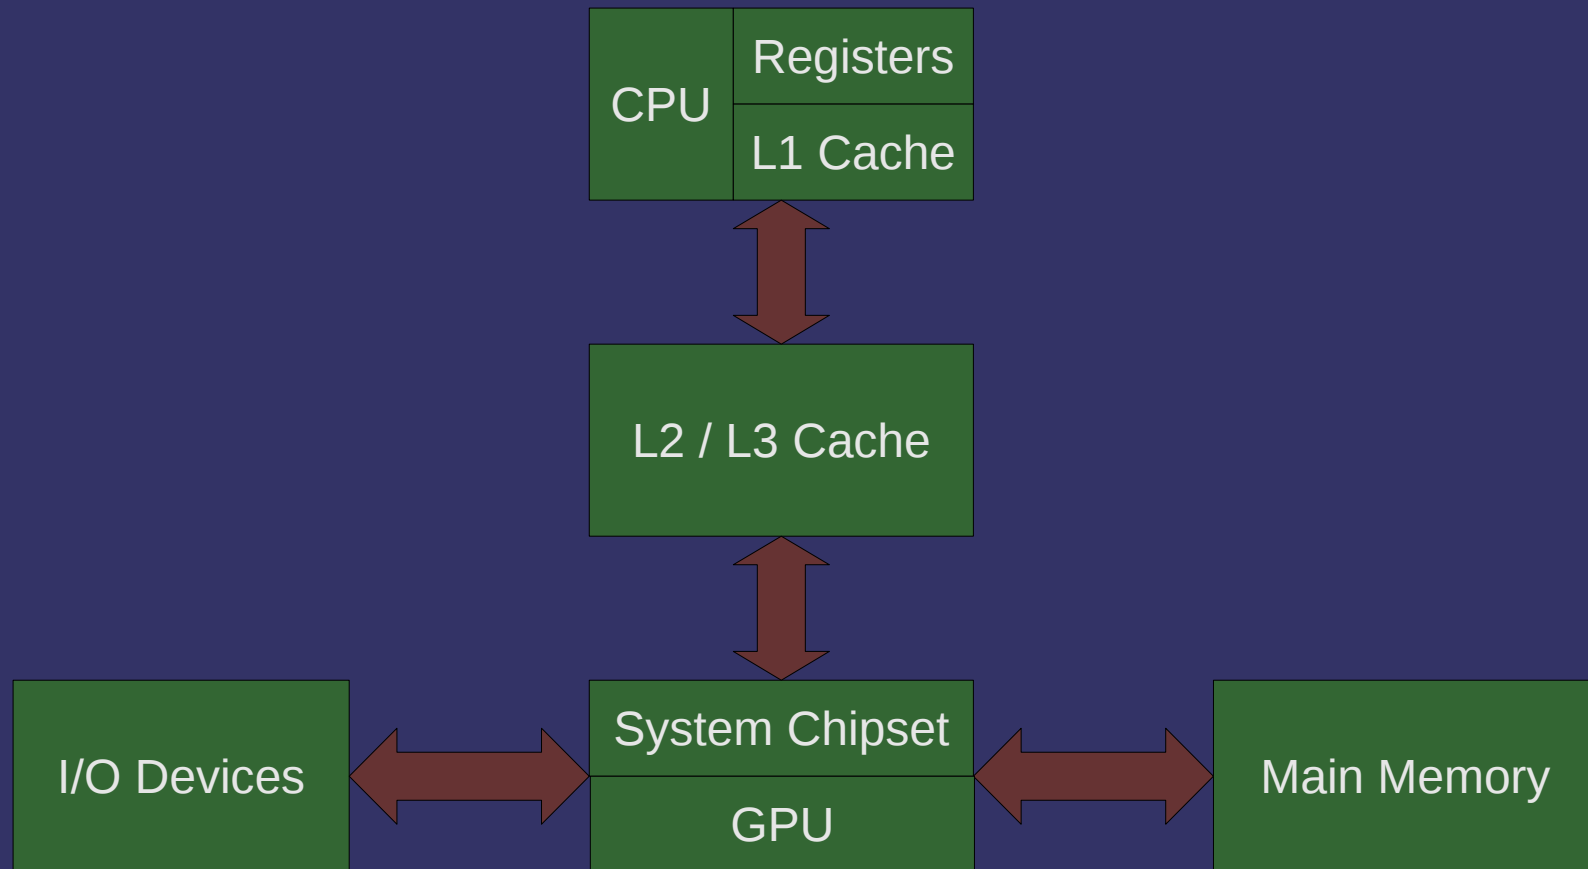 CPU
Registers
L1 Cache
L2 / L3 Cache
I/O Devices
System Chipset
GPU
Main Memory